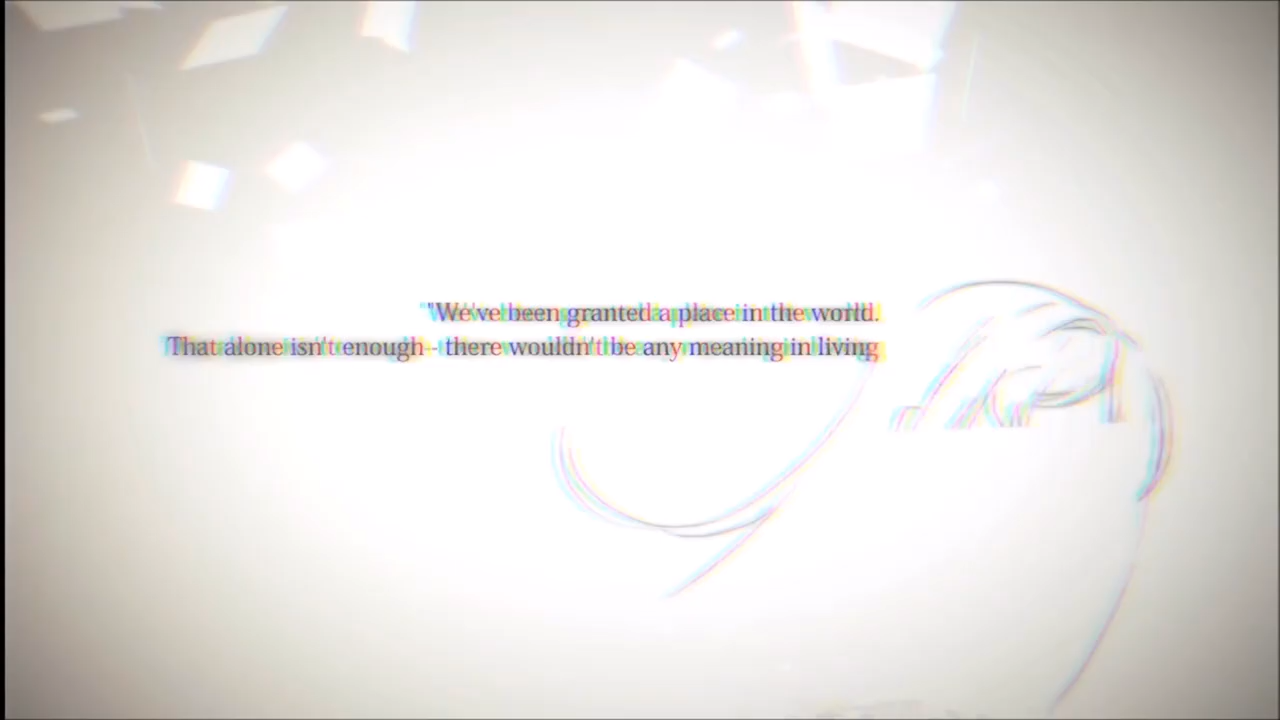 "We've been granted a place in the world.
That alone isn't enough - there wouldn't be any meaning in living